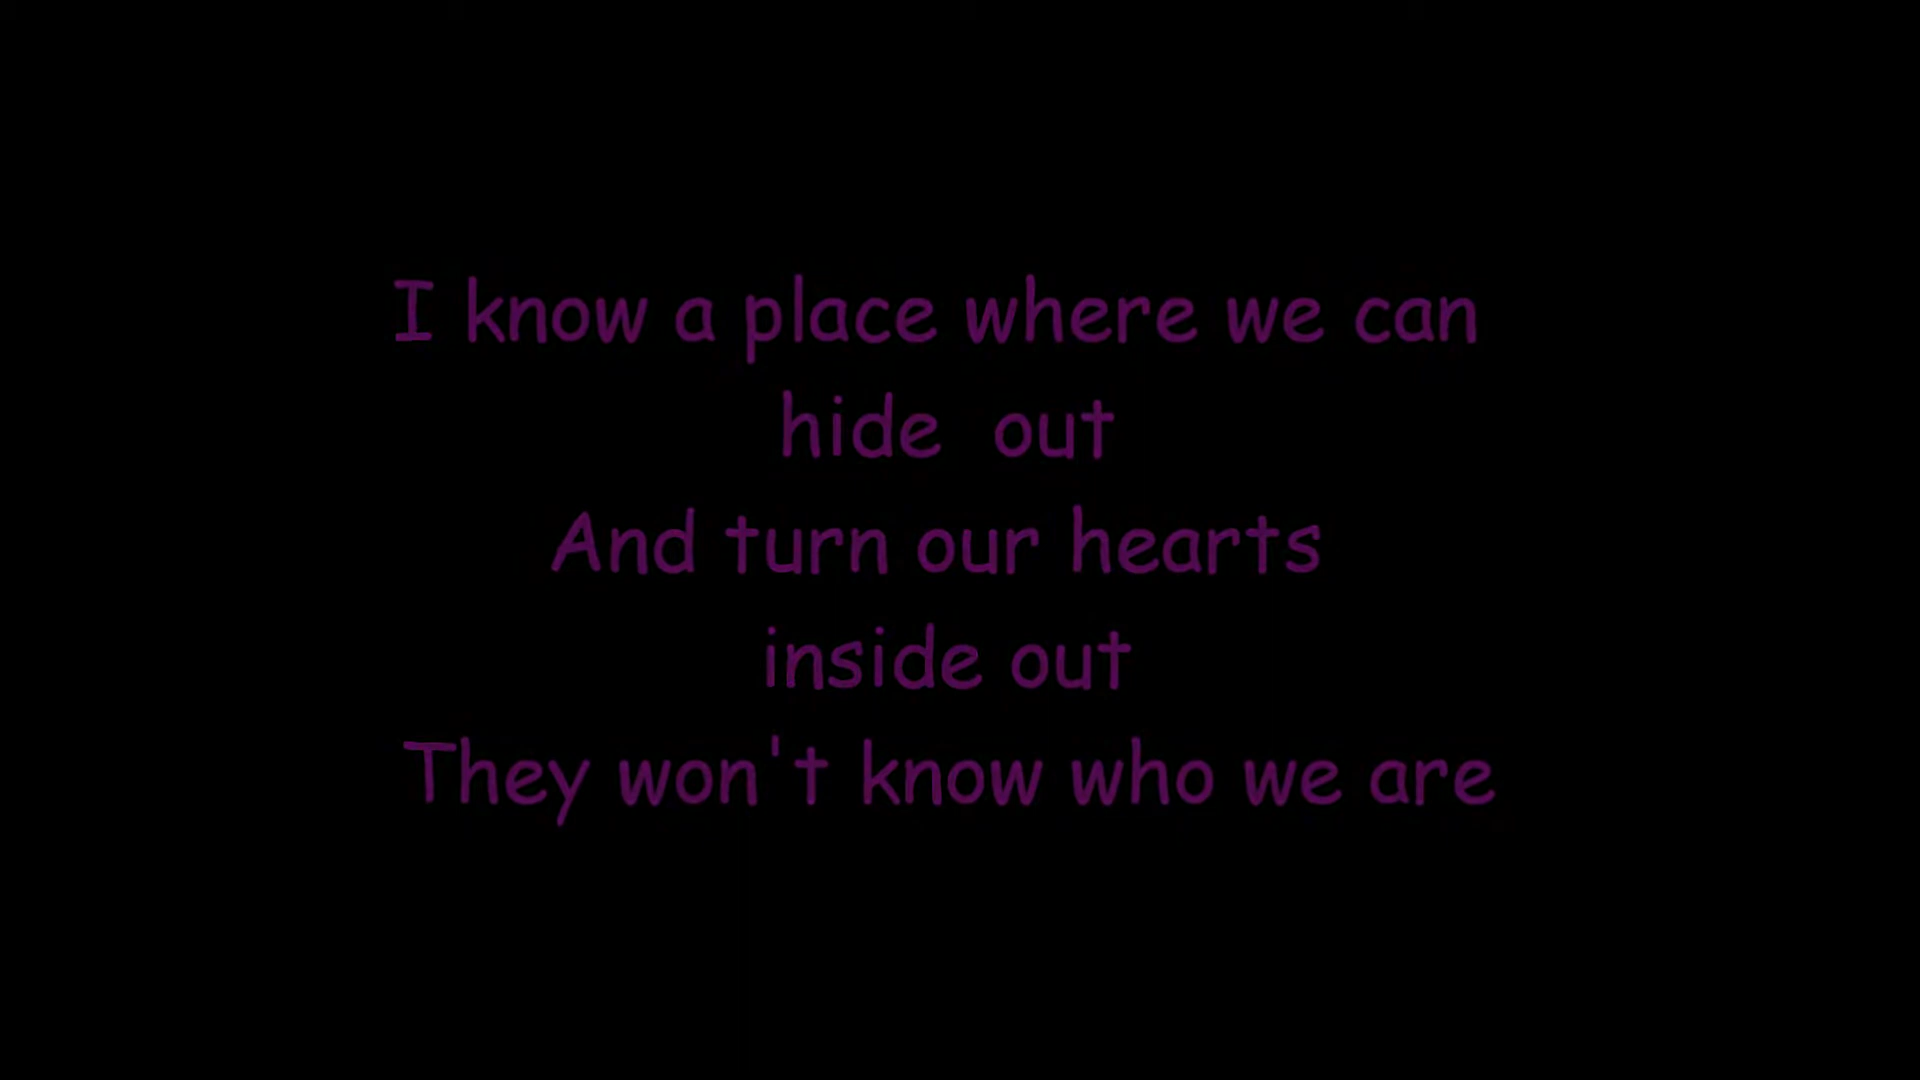 I know a place where we can
hide  out
And turn our hearts
inside out
They won't know who we are